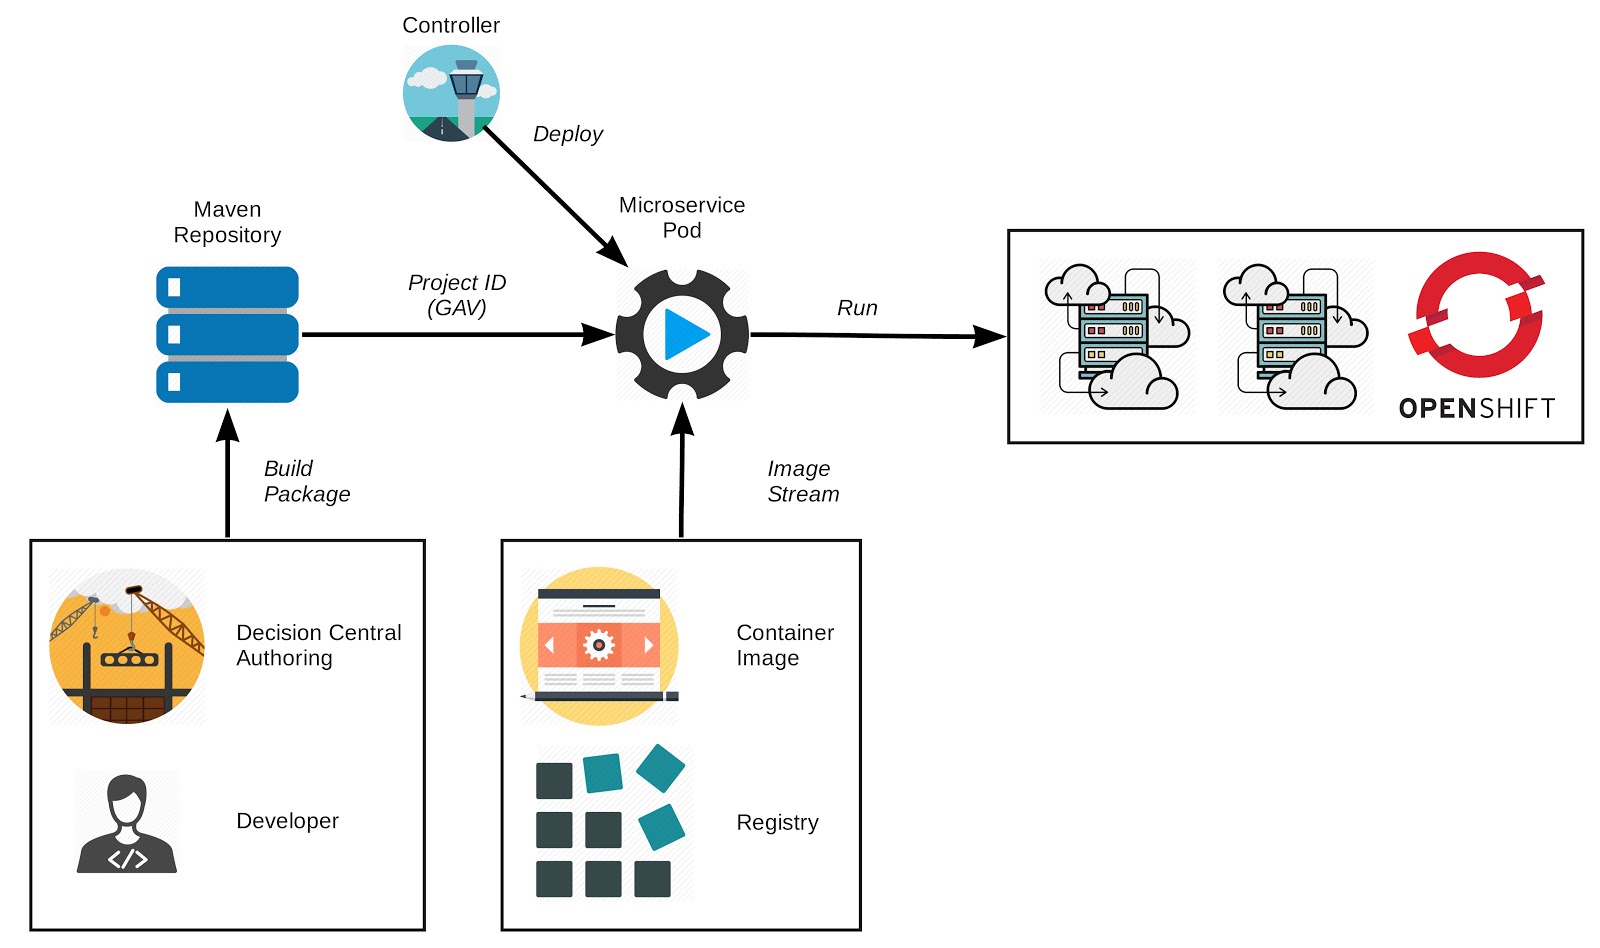 Controller
Deploy
Maven
Repository
Microservice
Pod
Project ID
(GAV)
Run
OPENSHIFT
Build
Package
Image
Stream
Decision Central
Authoring
Container
Image
Developer
</>
Registry